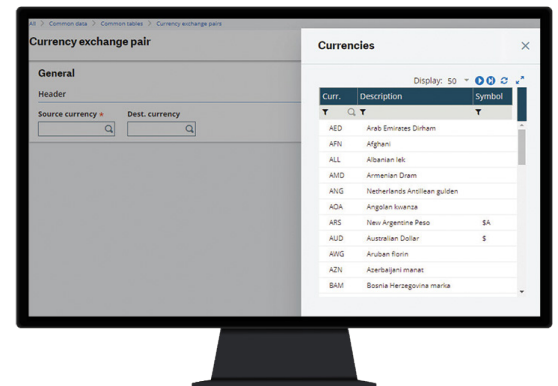 All > Common data > Common tables > Currency exchange pairs
Currency exchange pair
General
Header
Source currency *
Dest. currency
Currencies
Display: 50
Curr. Description Symbol
AED Arab Emirates Dirham
AFN Afghani
ALL Albanian lek
AMD Armenian Dram
ANG Netherlands Antillean gulden
AOA Angolan kwanza
ARS New Argentine Peso $A
AUD Australian Dollar $
AWG Aruban florin
AZN Azerbaijani manat
BAM Bosnia Herzegovina marka